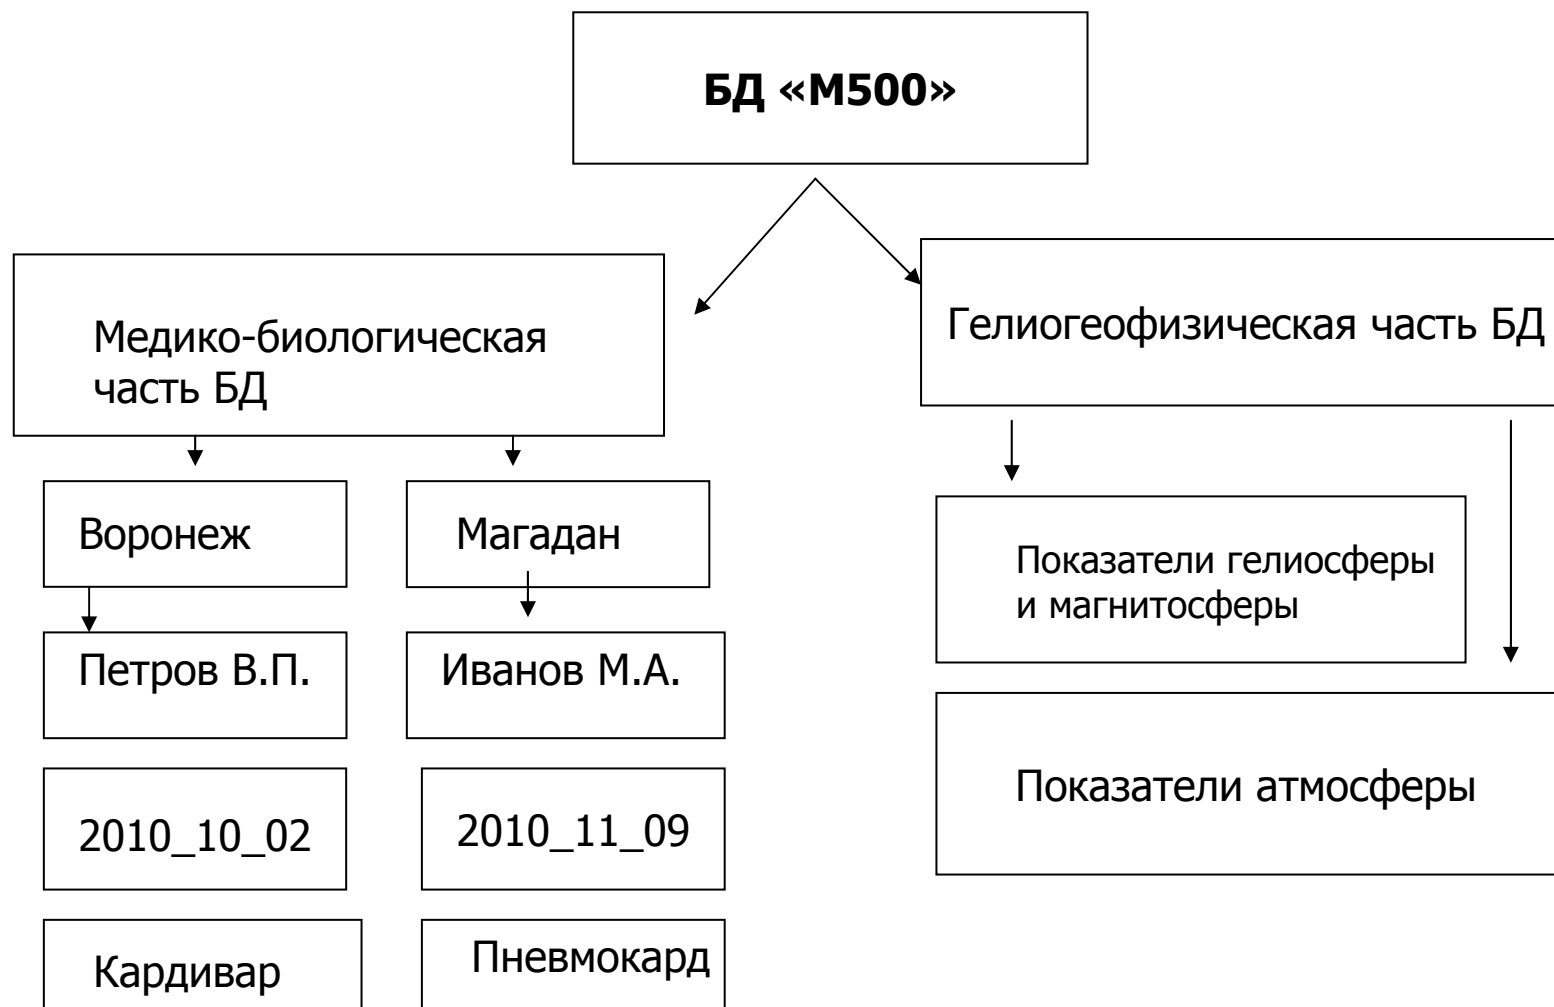 БД «М500»
Медико-биологическая
часть БД
Гелиогеофизическая часть БД
Воронеж
Магадан
Показатели гелиосферы
и магнитосферы
Петров В.П.
Иванов М.А.
Показатели атмосферы
2010_10_02
2010_11_09
Кардивар
Пневмокард